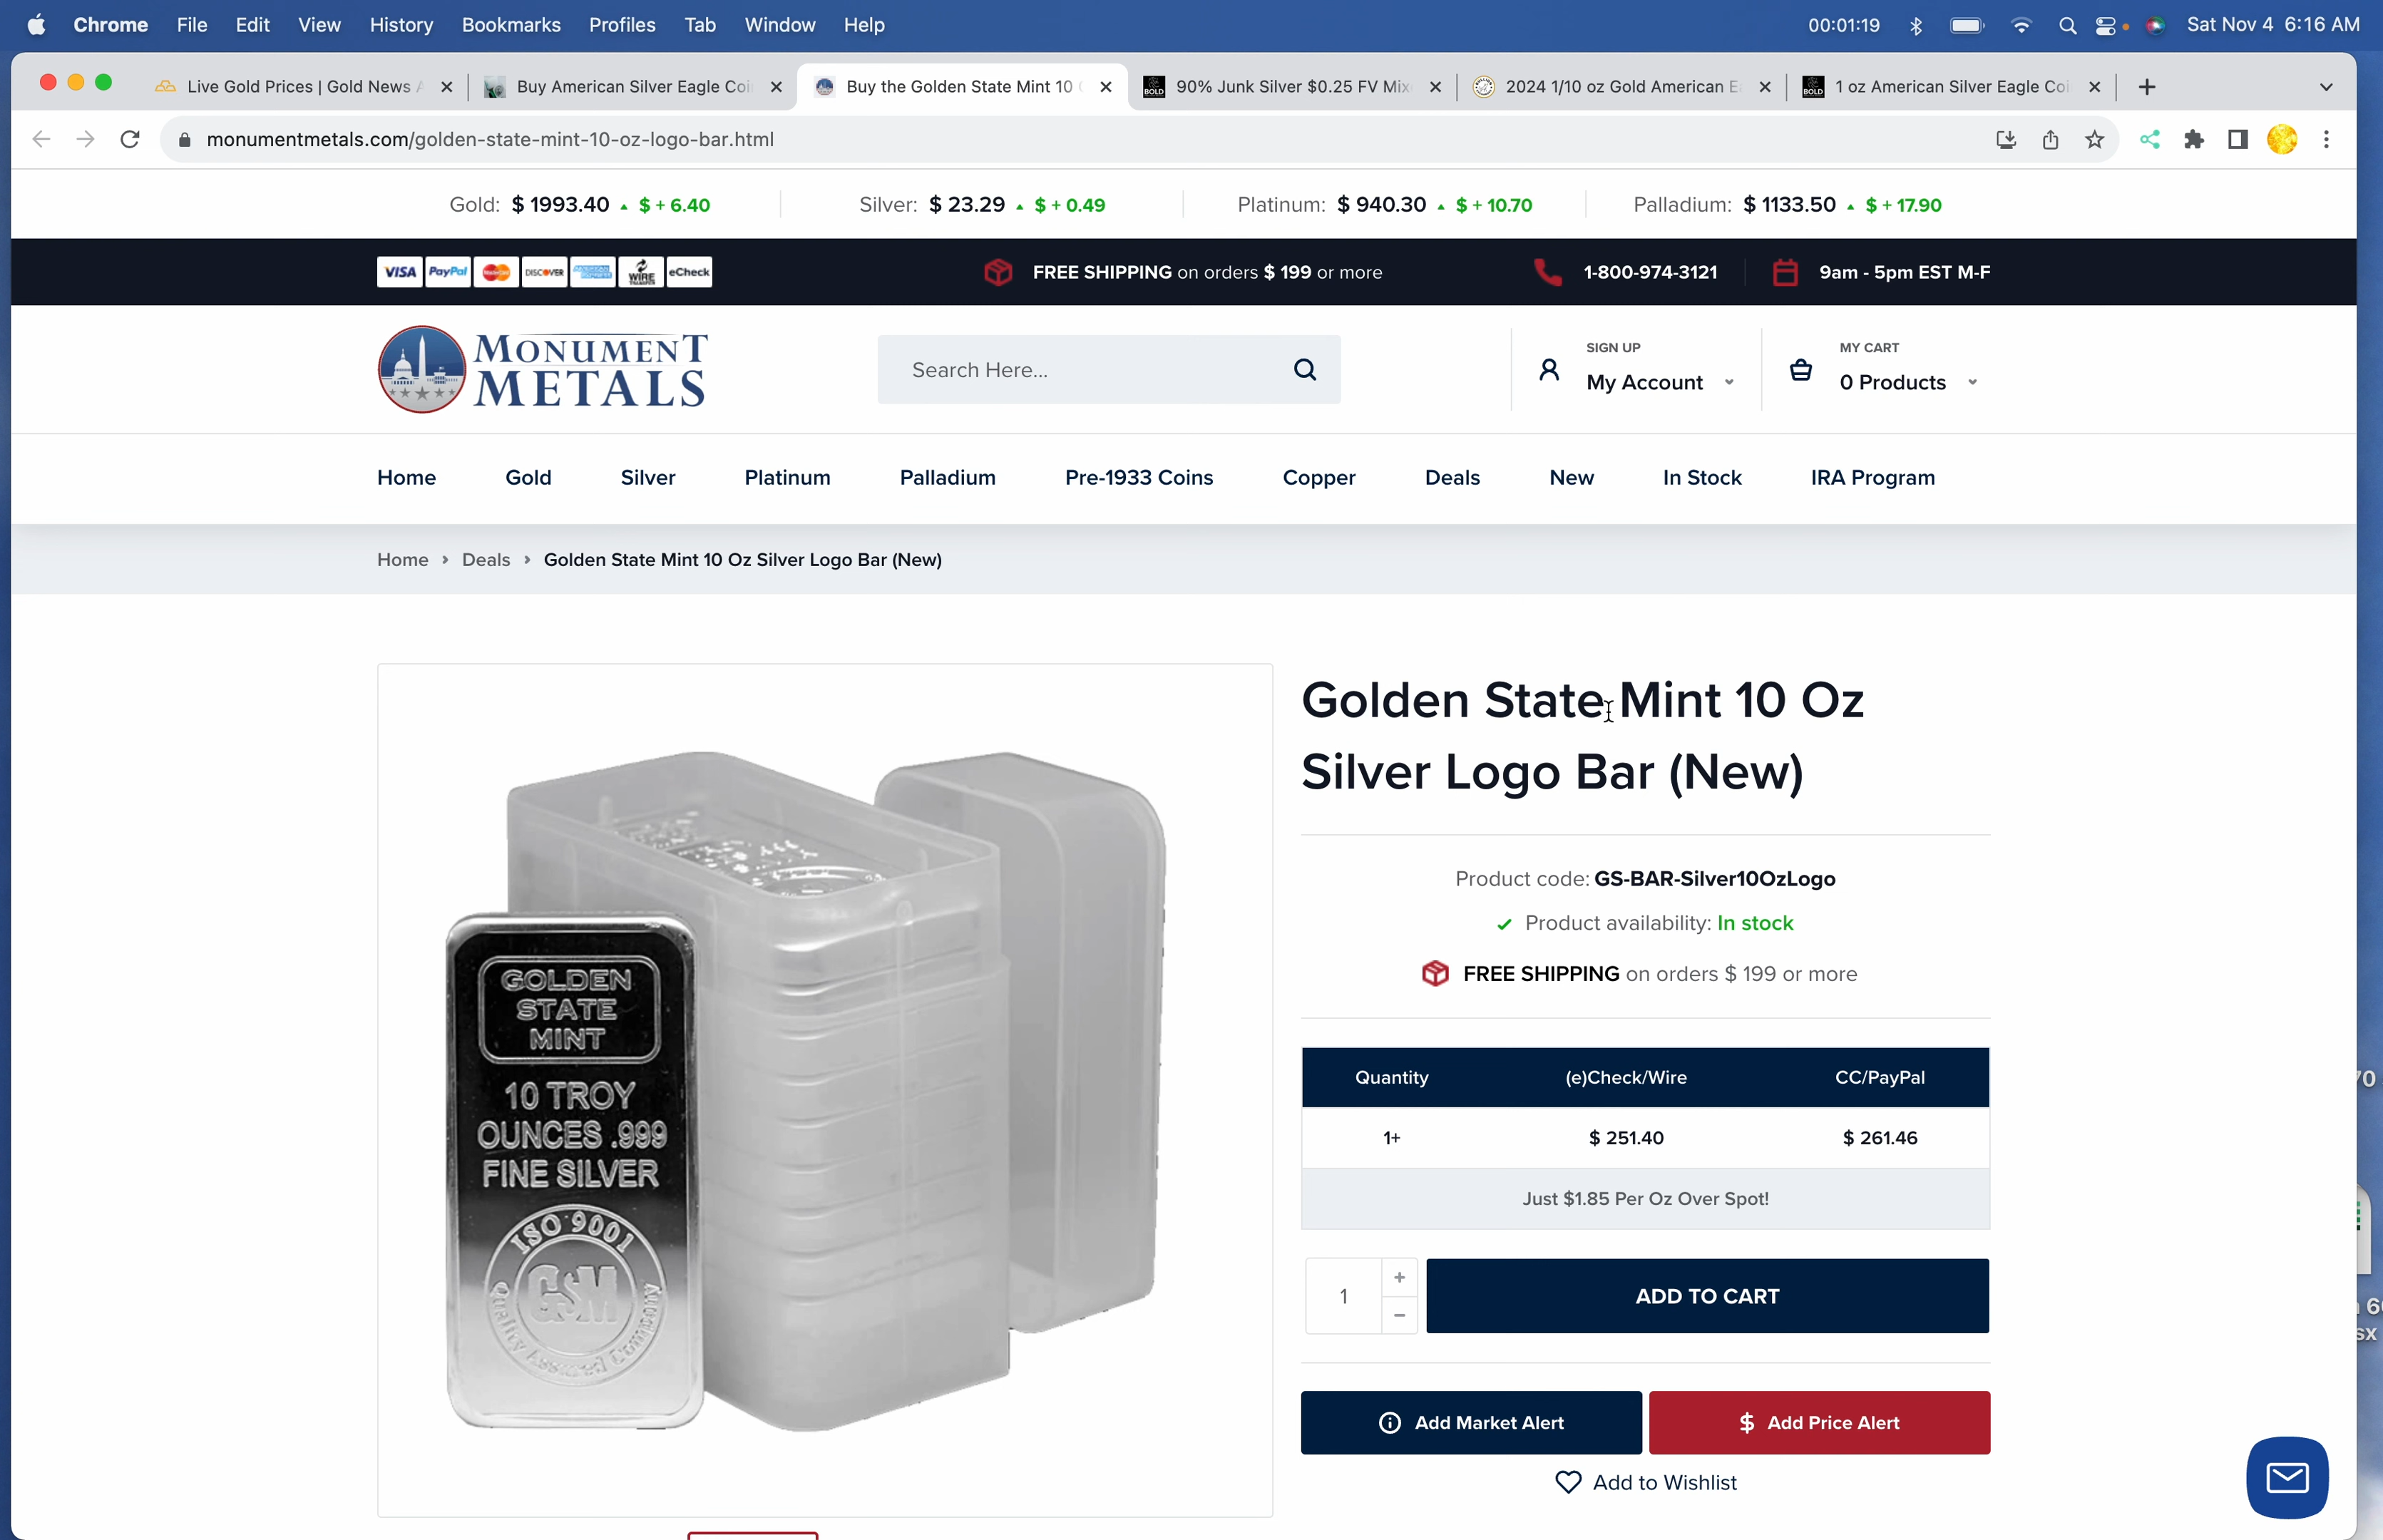 Chrome File Edit View History Bookmarks Profiles Tab Window Help 00:01:19 Sat Nov 4 6:16 AM
Live Gold Prices | Gold News Buy American Silver Eagle Coi Buy the Golden State Mint 10 90% Junk Silver $0.25 FV Mix 2024 1/10 oz Gold American 1 oz American Silver Eagle Coi
monumentmetals.com/golden-state-mint-10-oz-logo-bar.html
Gold: $ 1993.40 $ + 6.40 Silver: $ 23.29 $ + 0.49 Platinum: $ 940.30 $ + 10.70 Palladium: $ 1133.50 $ + 17.90
VISA PayPal MasterCard DISCOVER WIRE TRANSFER eCheck FREE SHIPPING on orders $ 199 or more 1-800-974-3121 9am - 5pm EST M-F
MONUMENT
METALS
Search Here...
SIGN UP
My Account
MY CART
0 Products
Home Gold Silver Platinum Palladium Pre-1933 Coins Copper Deals New In Stock IRA Program
Home › Deals › Golden State Mint 10 Oz Silver Logo Bar (New)
GOLDEN
STATE
MINT
10 TROY
OUNCES .999
FINE SILVER
ISO 9001
GSM
Quality Assured Company
Golden State Mint 10 Oz
Silver Logo Bar (New)
Product code: GS-BAR-Silver10OzLogo
Product availability: In stock
FREE SHIPPING on orders $ 199 or more
Quantity (e)Check/Wire CC/PayPal
1+ $ 251.40 $ 261.46
Just $1.85 Per Oz Over Spot!
1 + − ADD TO CART
Add Market Alert $ Add Price Alert
Add to Wishlist